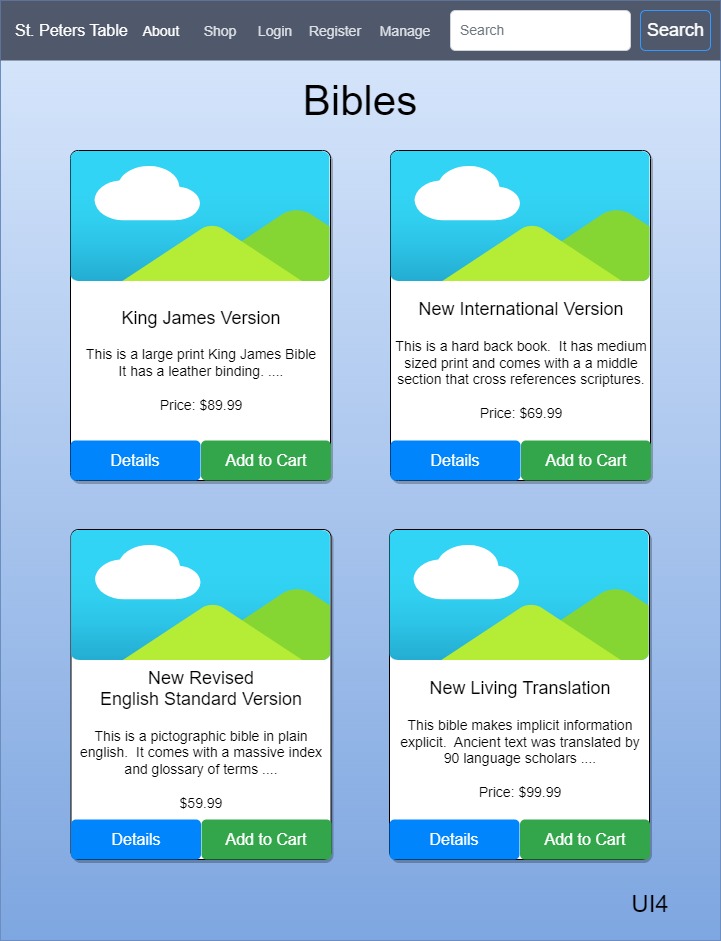 St. Peters Table About Shop Login Register Manage Search Search
Bibles
King James Version
This is a large print King James Bible
It has a leather binding. ....
Price: $89.99
Details Add to Cart
New International Version
This is a hard back book.  It has medium
sized print and comes with a a middle
section that cross references scriptures.
Price: $69.99
Details Add to Cart
New Revised
English Standard Version
This is a pictographic bible in plain
english.  It comes with a massive index
and glossary of terms ....
$59.99
Details Add to Cart
New Living Translation
This bible makes implicit information
explicit.  Ancient text was translated by
90 language scholars ....
Price: $99.99
Details Add to Cart
UI4